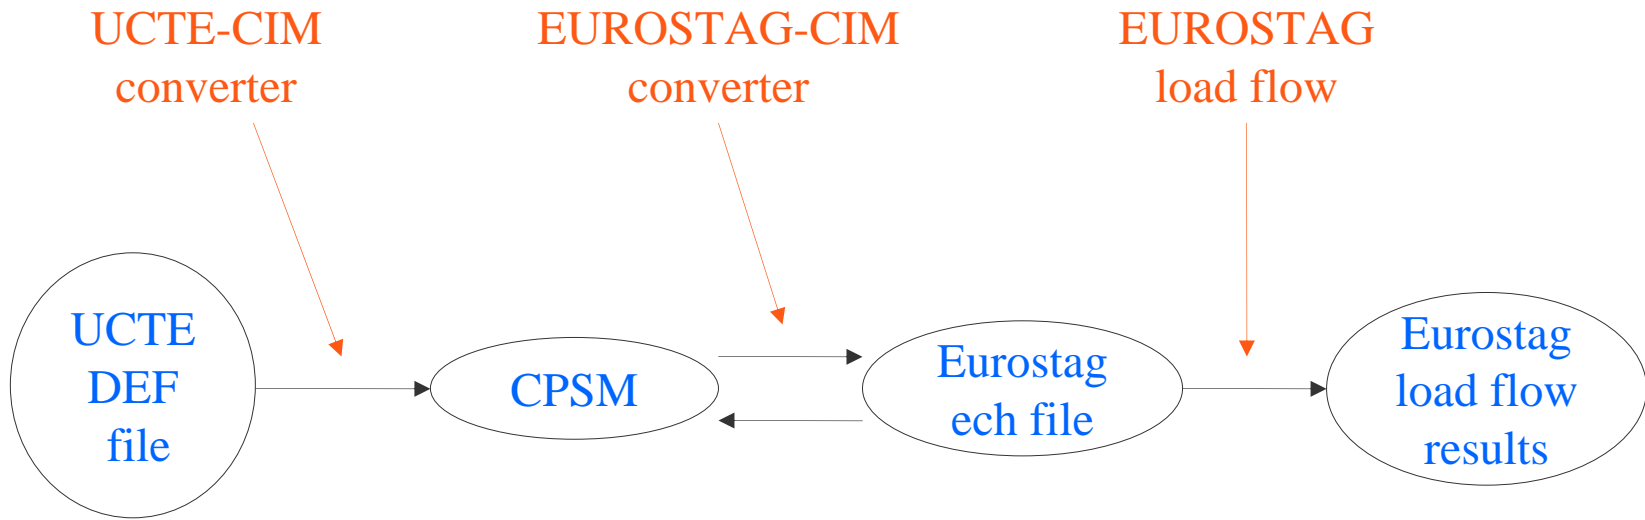 UCTE-CIM
converter
EUROSTAG-CIM
converter
EUROSTAG
load flow
UCTE
DEF
file
CPSM
Eurostag
ech file
Eurostag
load flow
results